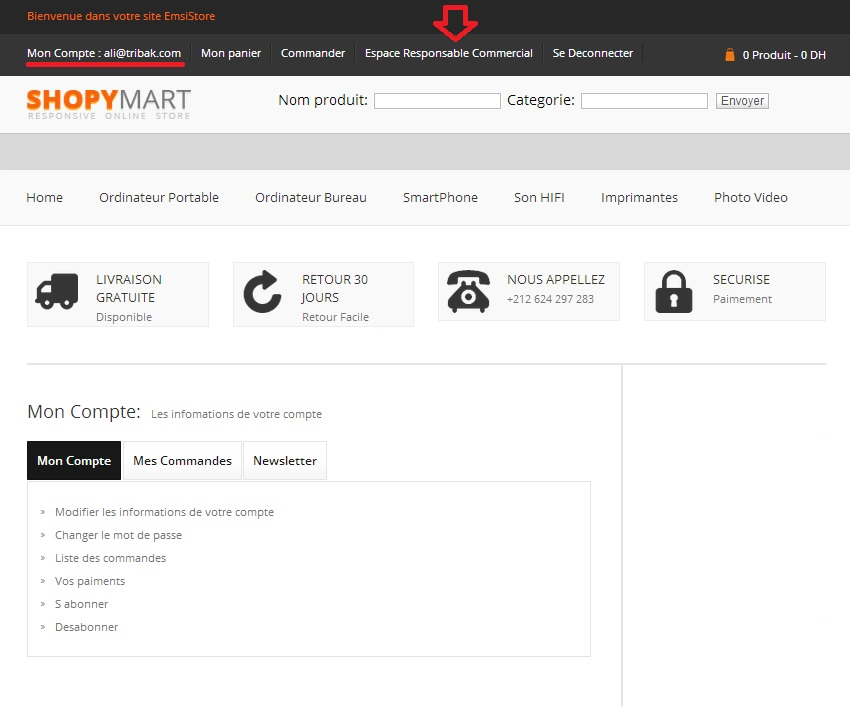 Bienvenue dans votre site EmsiStore
Mon Compte : ali@tribak.com Mon panier Commander Espace Responsable Commercial Se Deconnecter 0 Produit - 0 DH
SHOPYMART
RESPONSIVE ONLINE STORE
Nom produit: Categorie: Envoyer
Home Ordinateur Portable Ordinateur Bureau SmartPhone Son HIFI Imprimantes Photo Video
LIVRAISON
GRATUITE
Disponible
RETOUR 30
JOURS
Retour Facile
NOUS APPELLEZ
+212 624 297 283
SECURISE
Paimement
Mon Compte: Les infomations de votre compte
Mon Compte Mes Commandes Newsletter
» Modifier les informations de votre compte
» Changer le mot de passe
» Liste des commandes
» Vos paiments
» S abonner
» Desabonner